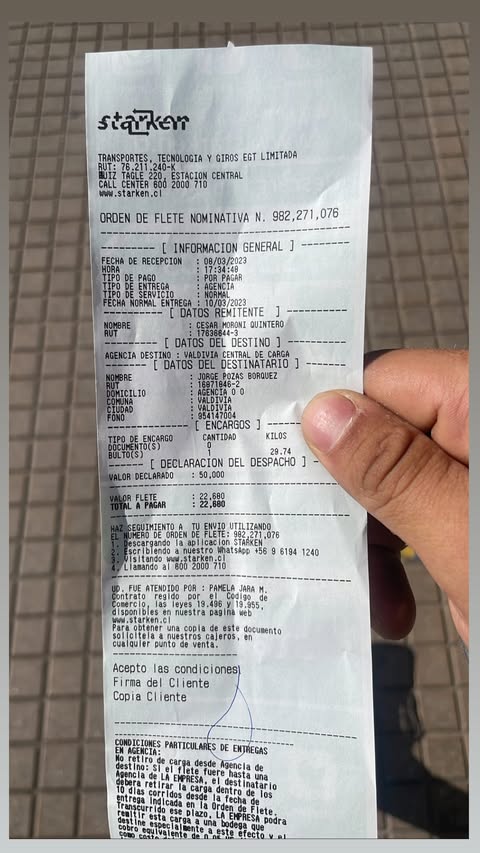 starken
TRANSPORTES, TECNOLOGIA Y GIROS EGT LIMITADA
RUT: 76.211.240-K
RUIZ TAGLE 220, ESTACION CENTRAL
CALL CENTER 600 2000 710
www.starken.cl
ORDEN DE FLETE NOMINATIVA N. 982,271,076
---------- [ INFORMACION GENERAL ] ----------
FECHA DE RECEPCION : 08/03/2023
HORA : 17:34:49
TIPO DE PAGO : POR PAGAR
TIPO DE ENTREGA : AGENCIA
TIPO DE SERVICIO : NORMAL
FECHA NORMAL ENTREGA : 10/03/2023
---------- [ DATOS REMITENTE ] ----------
NOMBRE : CESAR MORONI QUINTERO
RUT : 17636644-3
---------- [ DATOS DEL DESTINO ] ----------
AGENCIA DESTINO : VALDIVIA CENTRAL DE CARGA
---------- [ DATOS DEL DESTINATARIO ] ----------
NOMBRE : JORGE POZAS BORQUEZ
RUT : 16071846-2
DOMICILIO : AGENCIA 0 0
COMUNA : VALDIVIA
CIUDAD : VALDIVIA
FONO : 954147004
---------- [ ENCARGOS ] ----------
TIPO DE ENCARGO CANTIDAD KILOS
DOCUMENTO(S) 0
BULTO(S) 1 29.74
---------- [ DECLARACION DEL DESPACHO ] ----------
VALOR DECLARADO : 50,000
VALOR FLETE : 22,680
TOTAL A PAGAR : 22,680
HAZ SEGUIMIENTO A TU ENVIO UTILIZANDO
EL NUMERO DE ORDEN DE FLETE: 982,271,076
1. Descargando la aplicacion STARKEN
2. Escribiendo a nuestro WhatsApp +56 9 6194 1240
3. Visitando www.starken.cl
4. Llamando al 600 2000 710
UD. FUE ATENDIDO POR : PAMELA JARA M.
Contrato regido por el Codigo de
Comercio, las leyes 19.496 y 19.955,
disponibles en nuestra pagina web
www.starken.cl
Para obtener una copia de este documento
solicitela a nuestros cajeros, en
cualquier punto de venta.
Acepto las condiciones
Firma del Cliente
Copia Cliente
CONDICIONES PARTICULARES DE ENTREGAS
EN AGENCIA:
No retiro de carga desde Agencia de
destino: Si el flete fuere hasta una
Agencia de LA EMPRESA, el destinatario
debera retirar la carga dentro de los
10 dias corridos desde la fecha de
entrega indicada en la Orden de Flete.
Transcurrido ese plazo, LA EMPRESA podra
remitir esta carga a una bodega que
destine especialmente a este efecto y el
cobro equivalente de